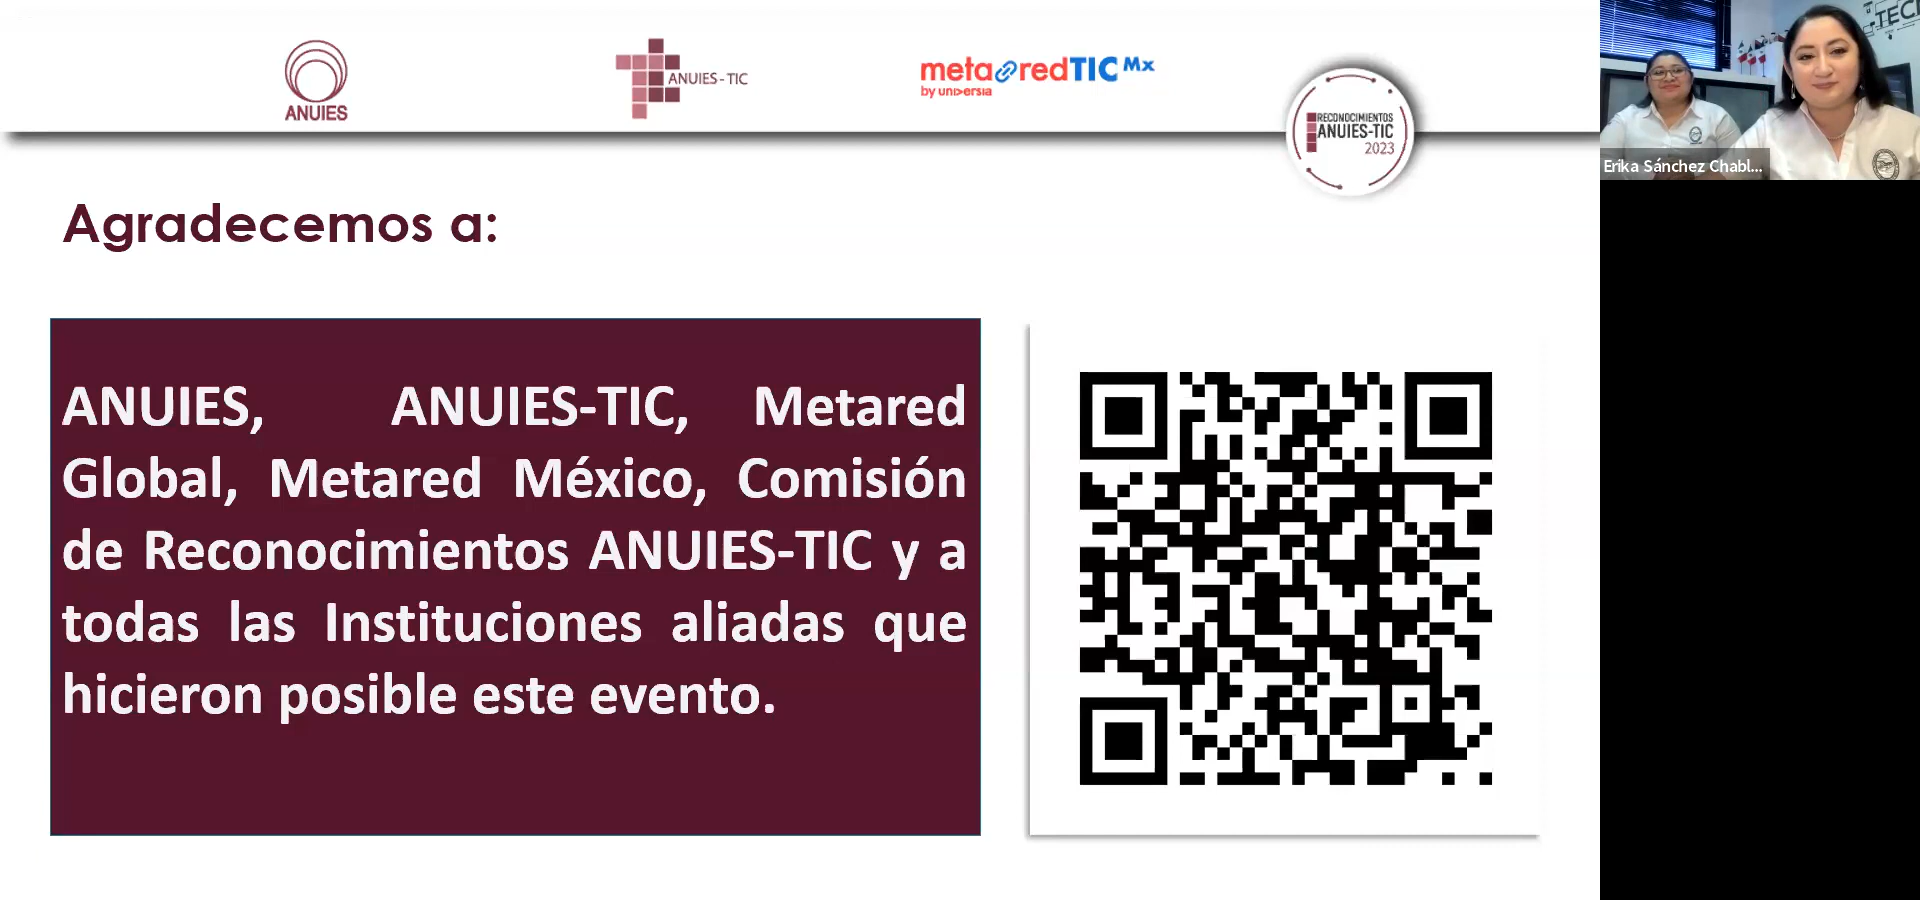 ANUIES
ANUIES - TIC
metaredTIC Mx
by universia
RECONOCIMIENTOS
ANUIES-TIC
2023
TECN
Erika Sánchez Chabl...
Agradecemos a:
ANUIES, ANUIES-TIC, Metared
Global, Metared México, Comisión
de Reconocimientos ANUIES-TIC y a
todas las Instituciones aliadas que
hicieron posible este evento.